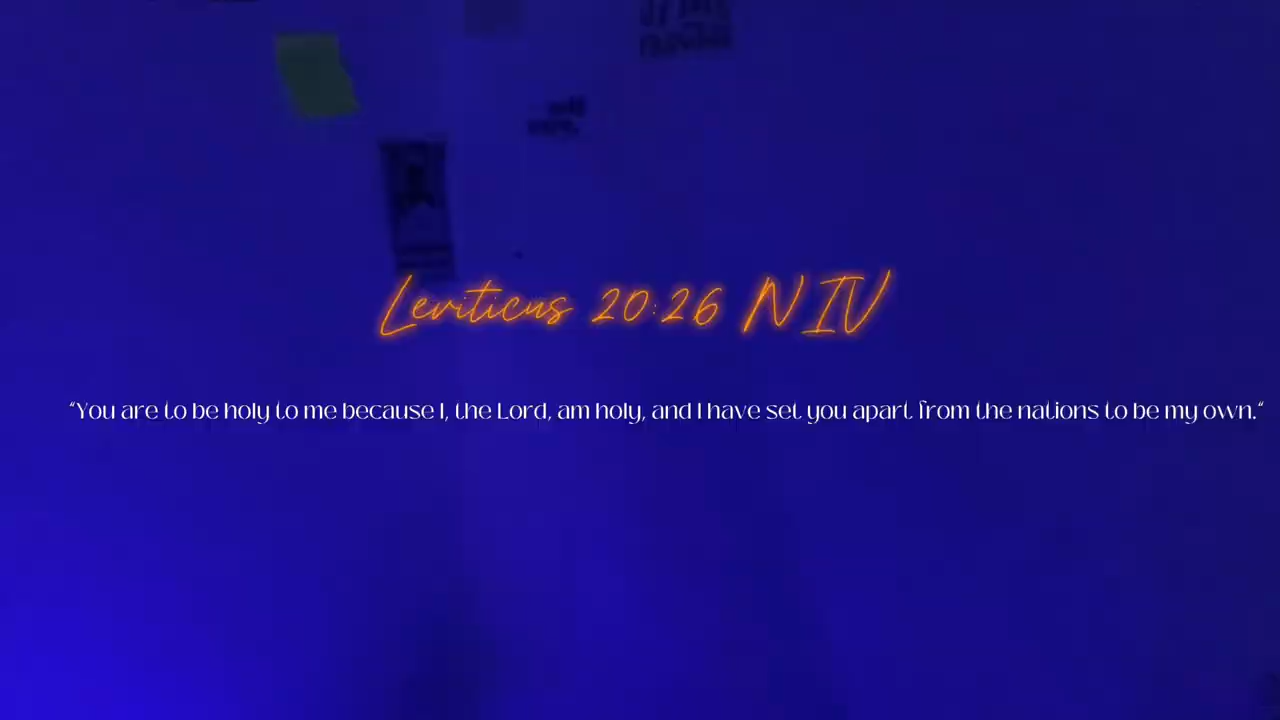 Leviticus 20:26 NIV
“You are to be holy to me because I, the Lord, am holy, and I have set you apart from the nations to be my own.“